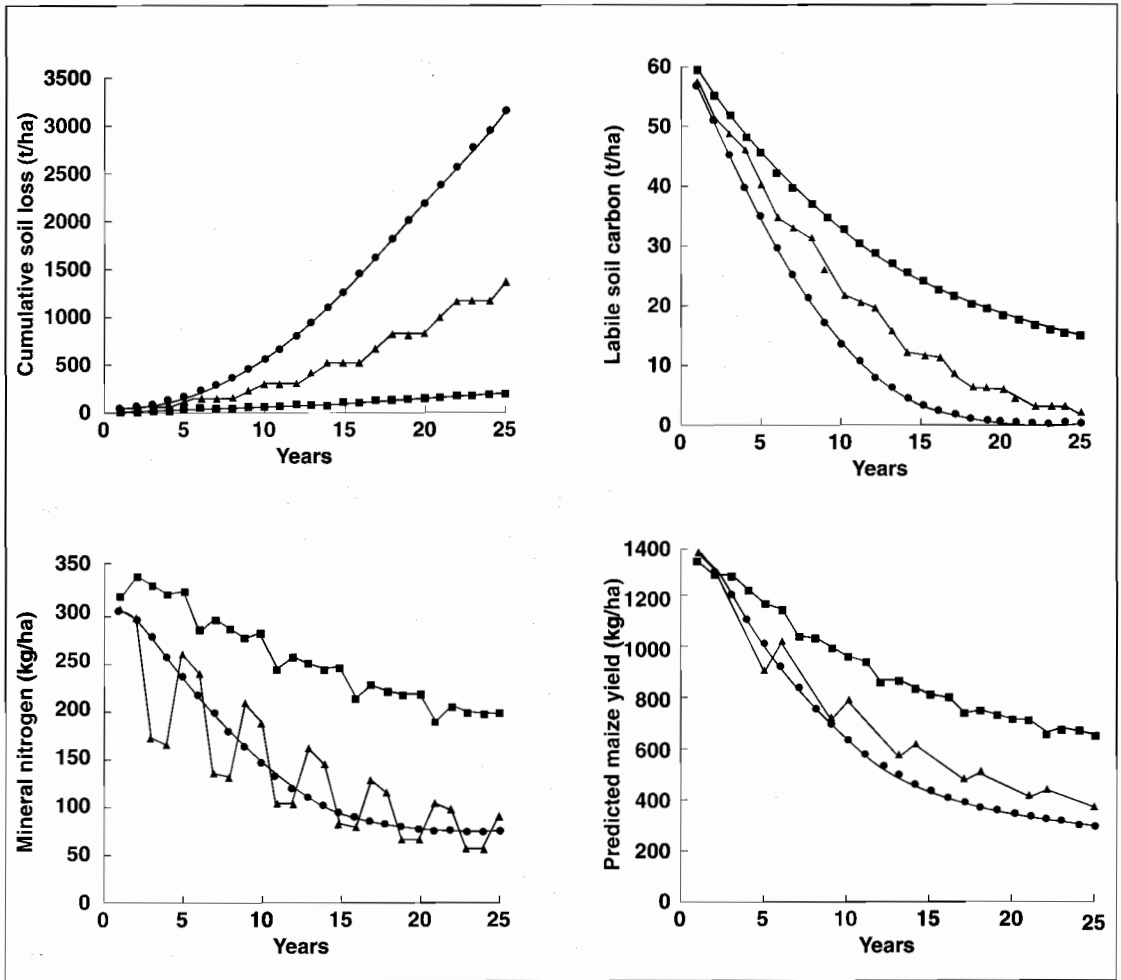 Cumulative soil loss (t/ha)
3500
3000
2500
2000
1500
1000
500
0
0 5 10 15 20 25
Years
Labile soil carbon (t/ha)
60
50
40
30
20
10
0
0 5 10 15 20 25
Years
Mineral nitrogen (kg/ha)
350
300
250
200
150
100
50
0
0 5 10 15 20 25
Years
Predicted maize yield (kg/ha)
1400
1200
1000
800
600
400
200
0
0 5 10 15 20 25
Years